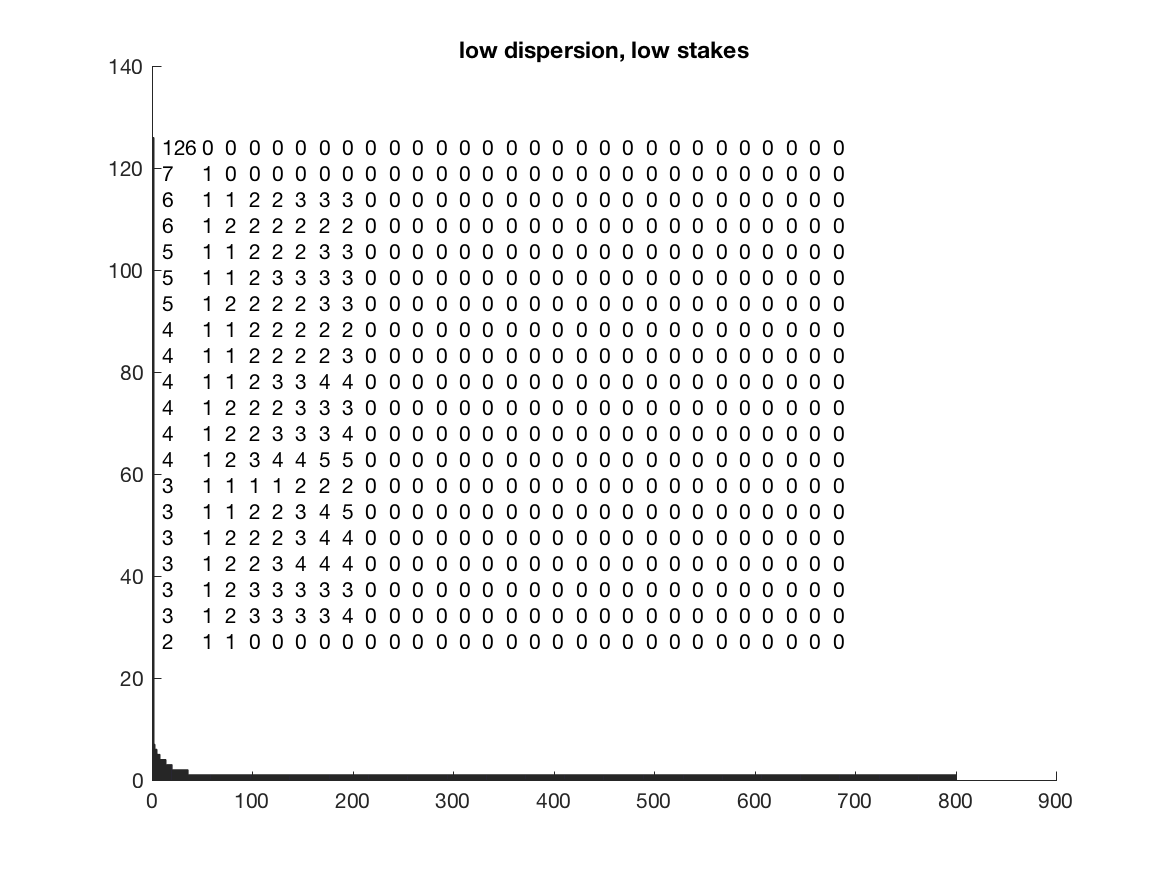 low dispersion, low stakes
140
120
100
80
60
40
20
0
126 0 0 0 0 0 0 0 0 0 0 0 0 0 0 0 0 0 0 0 0 0 0 0 0 0 0 0 0
7 1 0 0 0 0 0 0 0 0 0 0 0 0 0 0 0 0 0 0 0 0 0 0 0 0 0 0 0
6 1 1 2 2 3 3 3 0 0 0 0 0 0 0 0 0 0 0 0 0 0 0 0 0 0 0 0 0
6 1 2 2 2 2 2 2 0 0 0 0 0 0 0 0 0 0 0 0 0 0 0 0 0 0 0 0 0
5 1 1 2 2 2 3 3 0 0 0 0 0 0 0 0 0 0 0 0 0 0 0 0 0 0 0 0 0
5 1 1 2 3 3 3 3 0 0 0 0 0 0 0 0 0 0 0 0 0 0 0 0 0 0 0 0 0
5 1 2 2 2 2 3 3 0 0 0 0 0 0 0 0 0 0 0 0 0 0 0 0 0 0 0 0 0
4 1 1 2 2 2 2 2 0 0 0 0 0 0 0 0 0 0 0 0 0 0 0 0 0 0 0 0 0
4 1 1 2 2 2 2 3 0 0 0 0 0 0 0 0 0 0 0 0 0 0 0 0 0 0 0 0 0
4 1 1 2 3 3 4 4 0 0 0 0 0 0 0 0 0 0 0 0 0 0 0 0 0 0 0 0 0
4 1 2 2 2 3 3 3 0 0 0 0 0 0 0 0 0 0 0 0 0 0 0 0 0 0 0 0 0
4 1 2 2 3 3 3 4 0 0 0 0 0 0 0 0 0 0 0 0 0 0 0 0 0 0 0 0 0
4 1 2 3 4 4 5 5 0 0 0 0 0 0 0 0 0 0 0 0 0 0 0 0 0 0 0 0 0
3 1 1 1 1 2 2 2 0 0 0 0 0 0 0 0 0 0 0 0 0 0 0 0 0 0 0 0 0
3 1 1 2 2 3 4 5 0 0 0 0 0 0 0 0 0 0 0 0 0 0 0 0 0 0 0 0 0
3 1 2 2 2 3 4 4 0 0 0 0 0 0 0 0 0 0 0 0 0 0 0 0 0 0 0 0 0
3 1 2 2 3 4 4 4 0 0 0 0 0 0 0 0 0 0 0 0 0 0 0 0 0 0 0 0 0
3 1 2 3 3 3 3 3 0 0 0 0 0 0 0 0 0 0 0 0 0 0 0 0 0 0 0 0 0
3 1 2 3 3 3 3 4 0 0 0 0 0 0 0 0 0 0 0 0 0 0 0 0 0 0 0 0 0
2 1 1 0 0 0 0 0 0 0 0 0 0 0 0 0 0 0 0 0 0 0 0 0 0 0 0 0 0
0 100 200 300 400 500 600 700 800 900